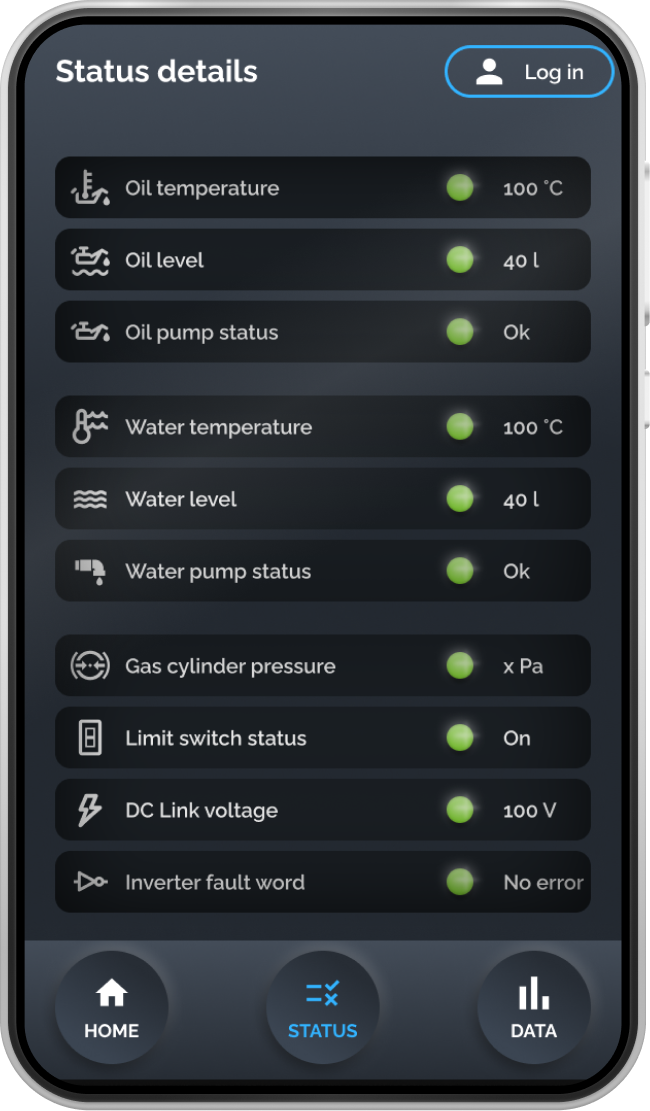 Status details
Log in
Oil temperature 100 °C
Oil level 40 l
Oil pump status Ok
Water temperature 100 °C
Water level 40 l
Water pump status Ok
Gas cylinder pressure x Pa
Limit switch status On
DC Link voltage 100 V
Inverter fault word No error
HOME STATUS DATA